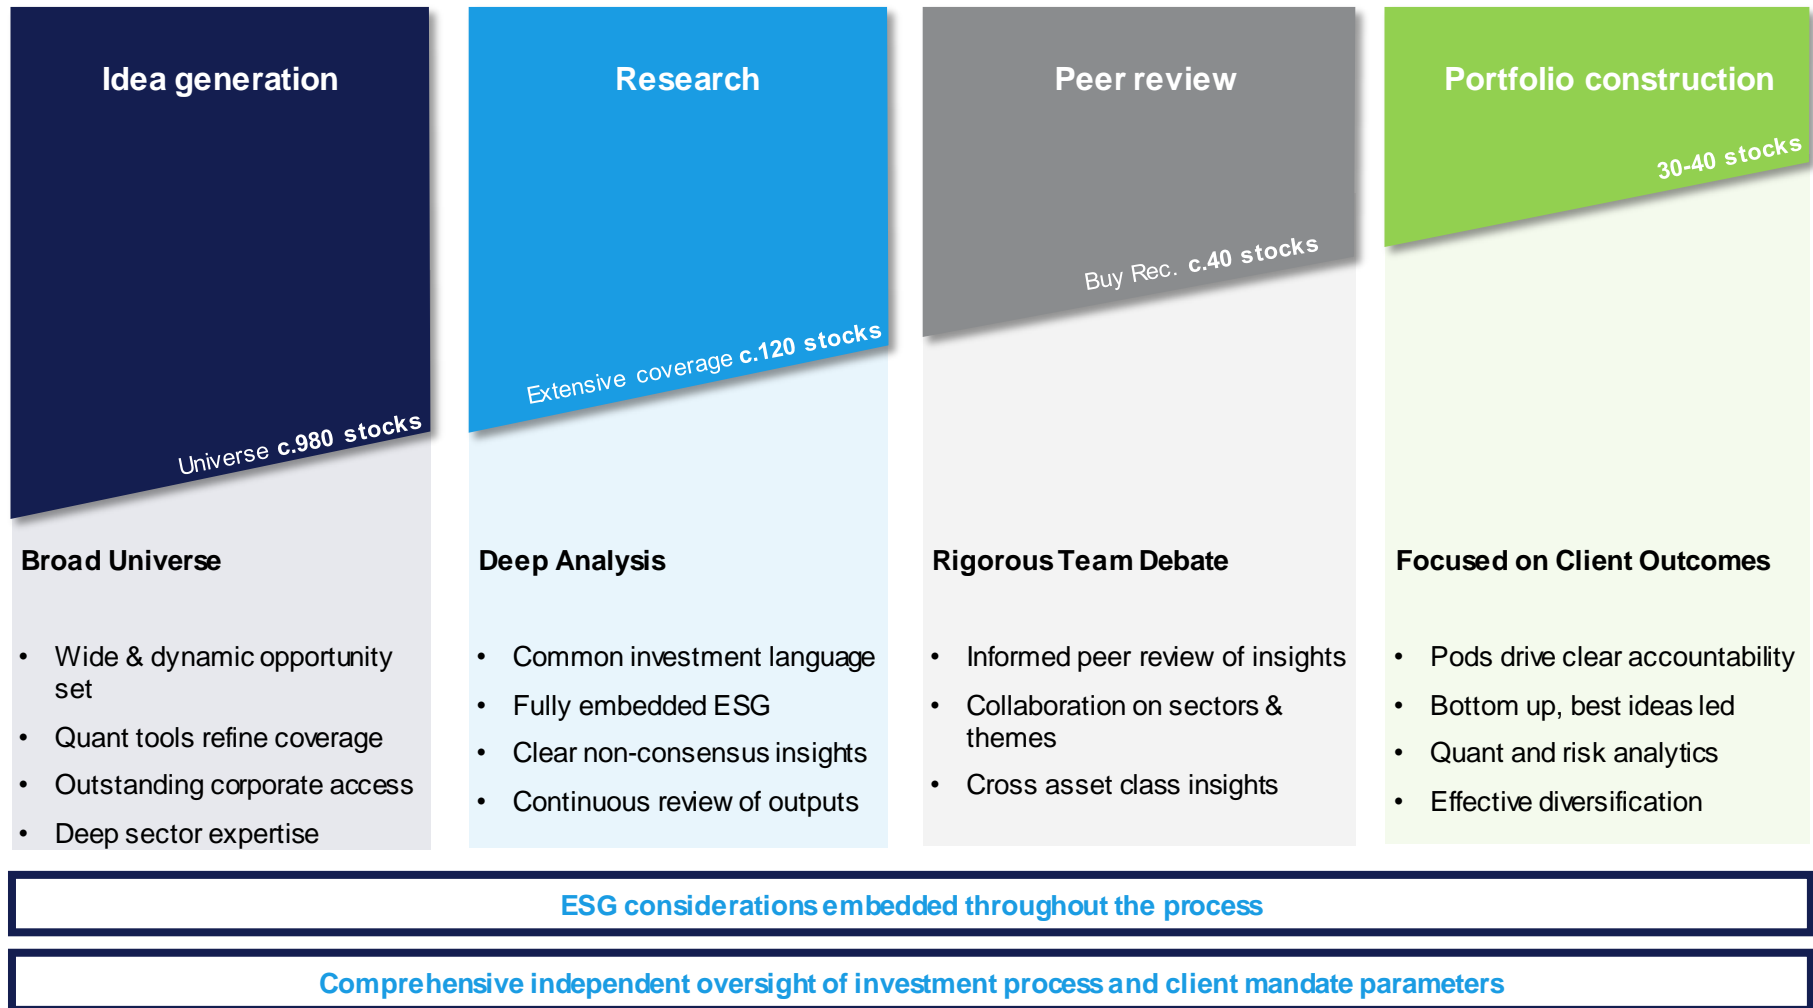 Idea generation
Universe c.980 stocks
Broad Universe
• Wide & dynamic opportunity
set
• Quant tools refine coverage
• Outstanding corporate access
• Deep sector expertise
Research
Extensive coverage c.120 stocks
Deep Analysis
• Common investment language
• Fully embedded ESG
• Clear non-consensus insights
• Continuous review of outputs
Peer review
Buy Rec. c.40 stocks
Rigorous Team Debate
• Informed peer review of insights
• Collaboration on sectors &
themes
• Cross asset class insights
Portfolio construction
30-40 stocks
Focused on Client Outcomes
• Pods drive clear accountability
• Bottom up, best ideas led
• Quant and risk analytics
• Effective diversification
ESG considerations embedded throughout the process
Comprehensive independent oversight of investment process and client mandate parameters